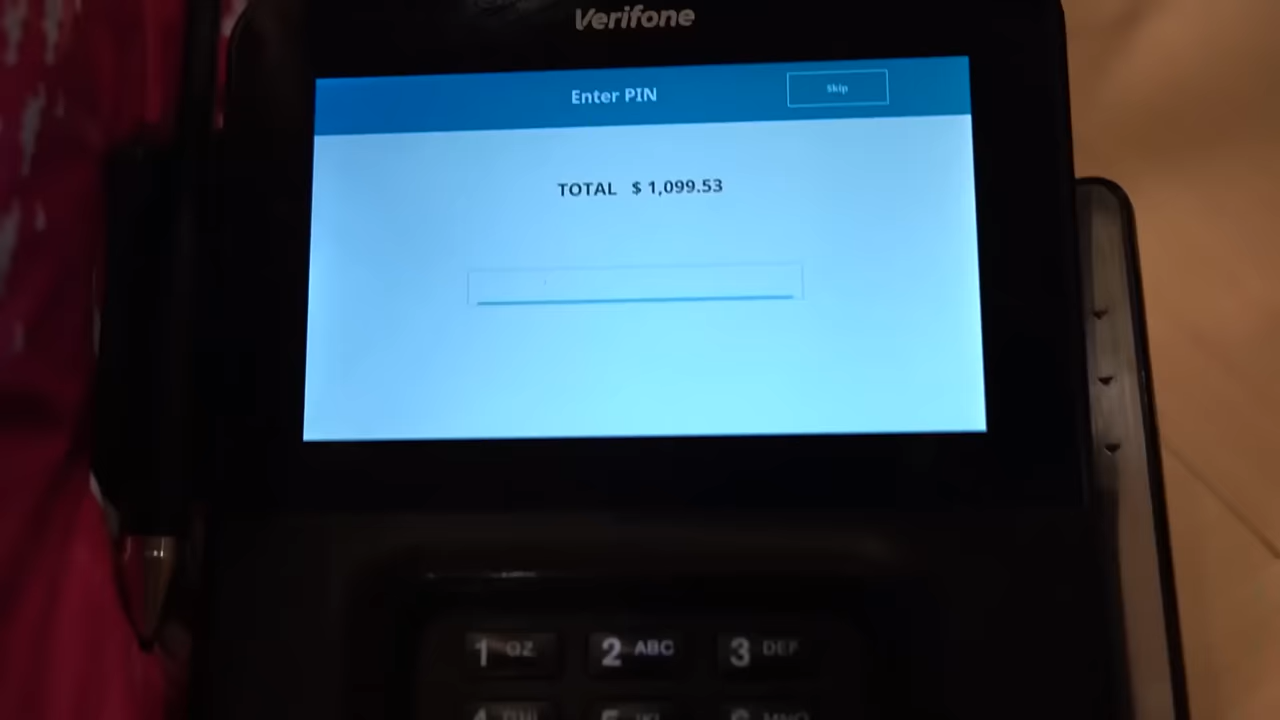 Verifone
Enter PIN
Skip
TOTAL $ 1,099.53
1 QZ 2 ABC 3 DEF